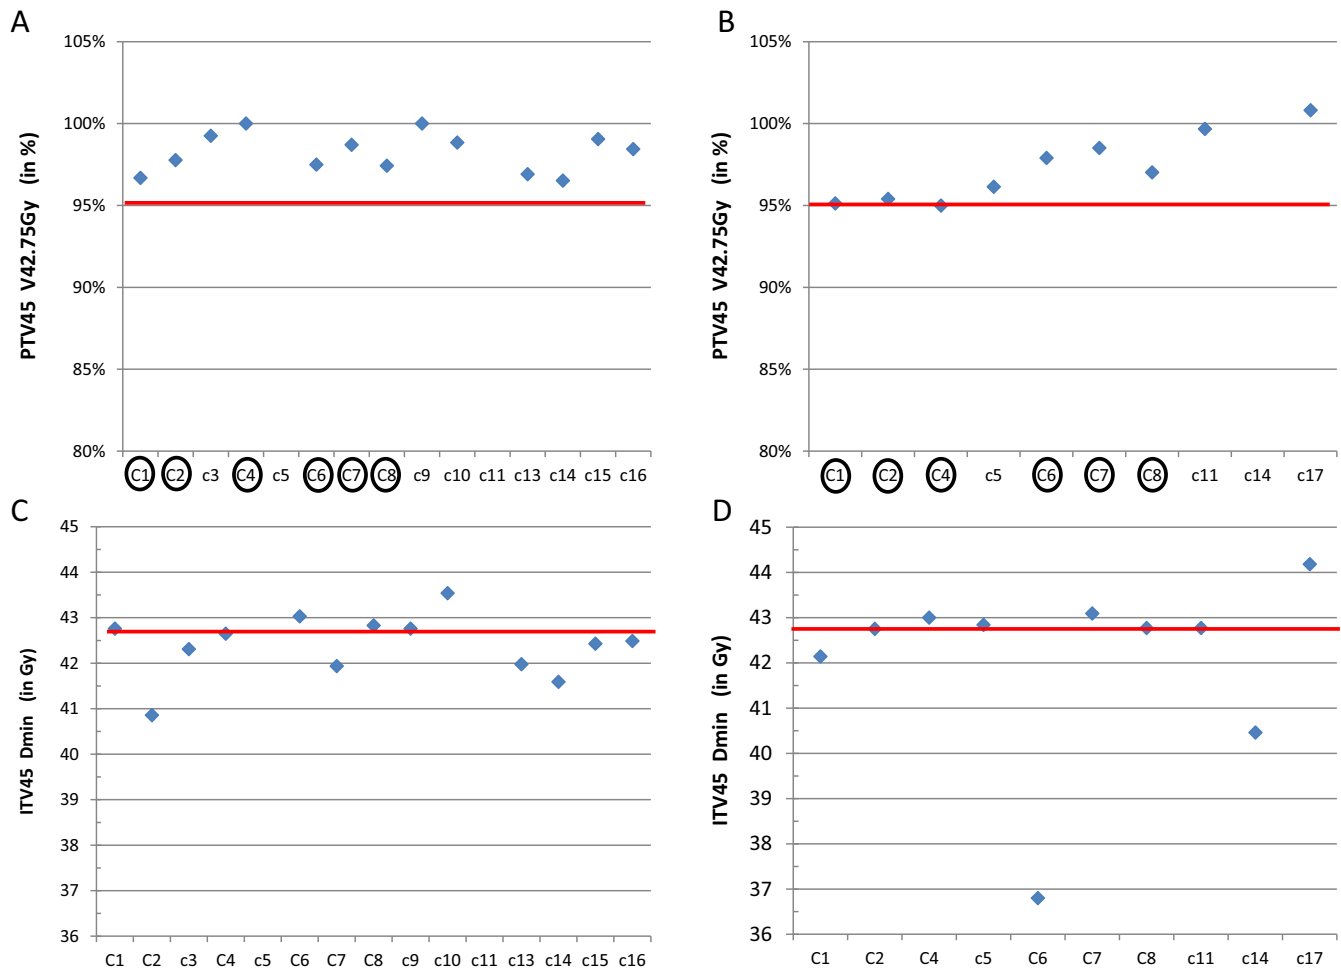 A
PTV45 V42.75Gy (in %)
105%
100%
95%
90%
85%
80%
C1 C2 c3 C4 c5 C6 C7 C8 c9 c10 c11 c13 c14 c15 c16
B
PTV45 V42.75Gy (in %)
105%
100%
95%
90%
85%
80%
C1 C2 C4 c5 C6 C7 C8 c11 c14 c17
C
ITV45 Dmin (in Gy)
45
44
43
42
41
40
39
38
37
36
C1 C2 c3 C4 c5 C6 C7 C8 c9 c10 c11 c13 c14 c15 c16
D
ITV45 Dmin (in Gy)
45
44
43
42
41
40
39
38
37
36
C1 C2 C4 c5 C6 C7 C8 c11 c14 c17